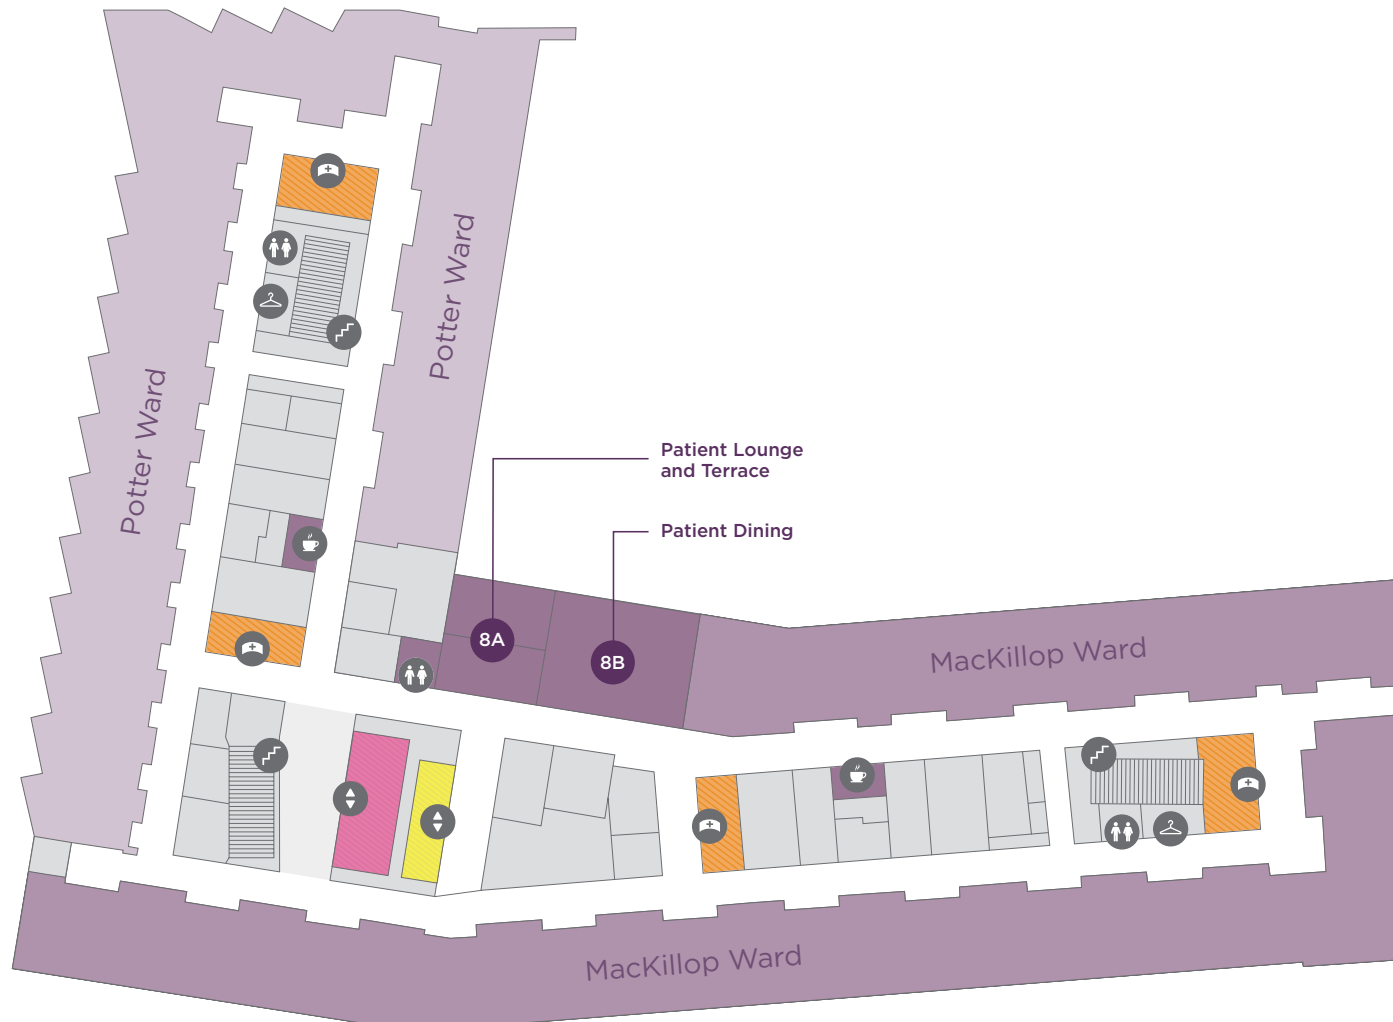 Potter Ward
Potter Ward
Patient Lounge
and Terrace
Patient Dining
8A
8B
MacKillop Ward
MacKillop Ward